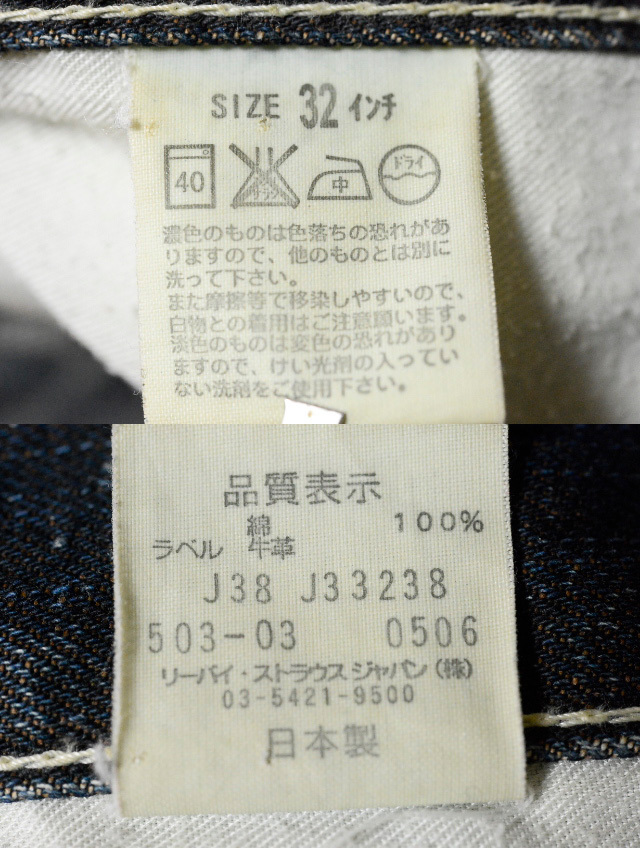 SIZE 32 インチ
40 エンソサラシ 中 ドライ
濃色のものは色落ちの恐れがあ
りますので、他のものとは別に
洗って下さい。
また摩擦等で移染しやすいので、
白物との着用はご注意願います。
淡色のものは変色の恐れがあり
ますので、けい光剤の入ってい
ない洗剤をご使用下さい。
品質表示
綿 100%
ラベル 牛革
J38 J33238
503-03 0506
リーバイ・ストラウスジャパン(株)
03-5421-9500
日本製